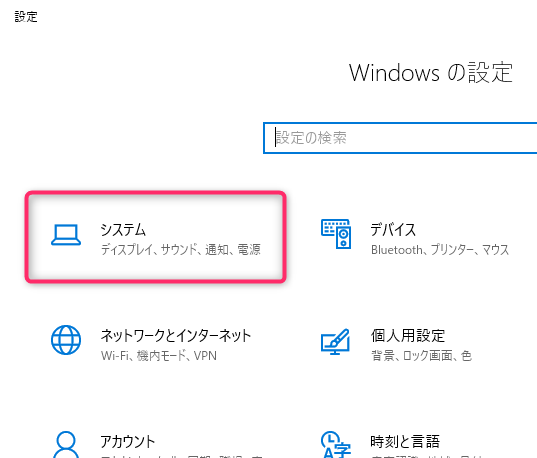 設定
Windows の設定
設定の検索
システム
ディスプレイ、サウンド、通知、電源
デバイス
Bluetooth、プリンター、マウス
ネットワークとインターネット
Wi-Fi、機内モード、VPN
個人用設定
背景、ロック画面、色
アカウント
時刻と言語